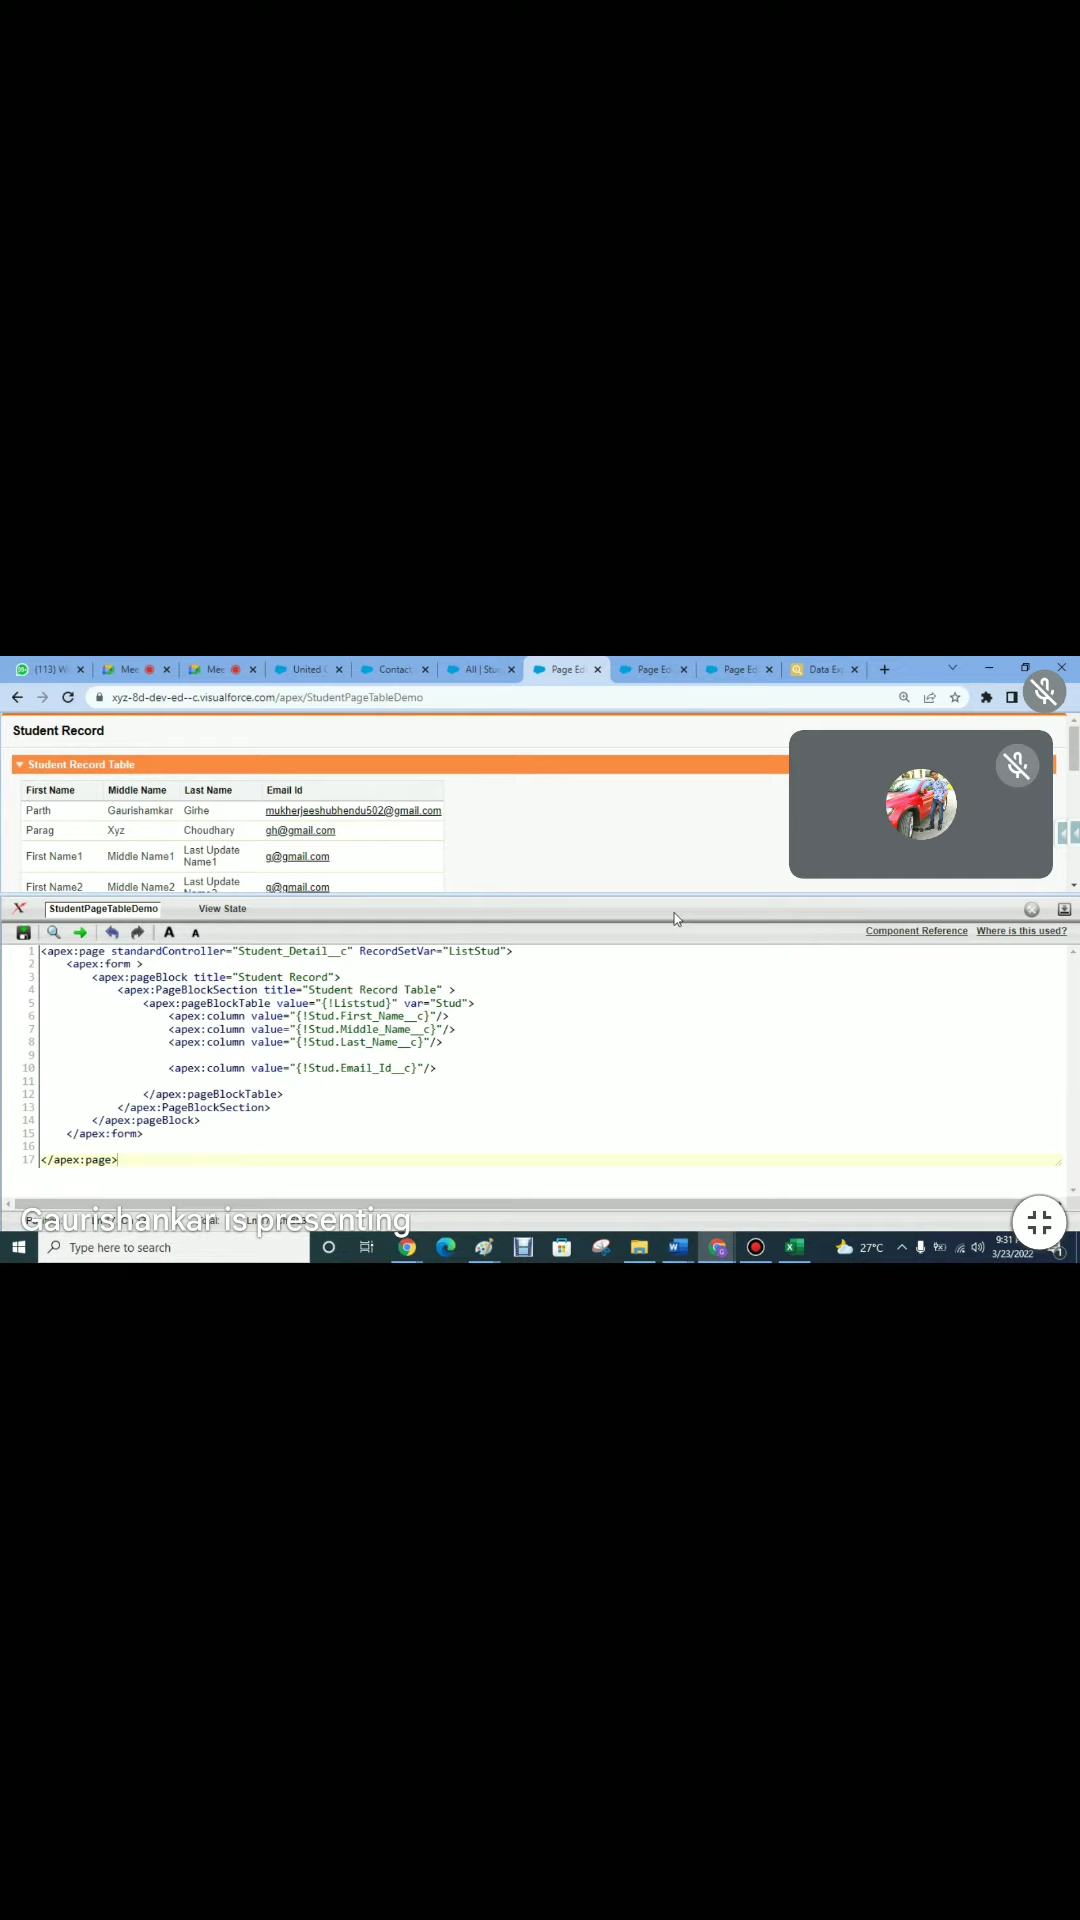 (113) W
Mee
Mee
United
Contact
All | Stu
Page Ed
Page Ed
Page Ed
Data Ex
xyz-8d-dev-ed--c.visualforce.com/apex/StudentPageTableDemo
Student Record
Student Record Table
First Name Middle Name Last Name Email Id
Parth Gaurishamkar Girhe mukherjeeshubhendu502@gmail.com
Parag Xyz Choudhary gh@gmail.com
First Name1 Middle Name1 Last Update Name1 g@gmail.com
First Name2 Middle Name2 Last Update g@gmail.com
StudentPageTableDemo View State
A A Component Reference Where is this used?
1 <apex:page standardController="Student_Detail__c" RecordSetVar="ListStud">
2 <apex:form >
3 <apex:pageBlock title="Student Record">
4 <apex:PageBlockSection title="Student Record Table" >
5 <apex:pageBlockTable value="{!Liststud}" var="Stud">
6 <apex:column value="{!Stud.First_Name__c}"/>
7 <apex:column value="{!Stud.Middle_Name__c}"/>
8 <apex:column value="{!Stud.Last_Name__c}"/>
9
10 <apex:column value="{!Stud.Email_Id__c}"/>
11
12 </apex:pageBlockTable>
13 </apex:PageBlockSection>
14 </apex:pageBlock>
15 </apex:form>
16
17 </apex:page>
Gaurishankar is presenting
Type here to search
27°C
9:31
3/23/2022